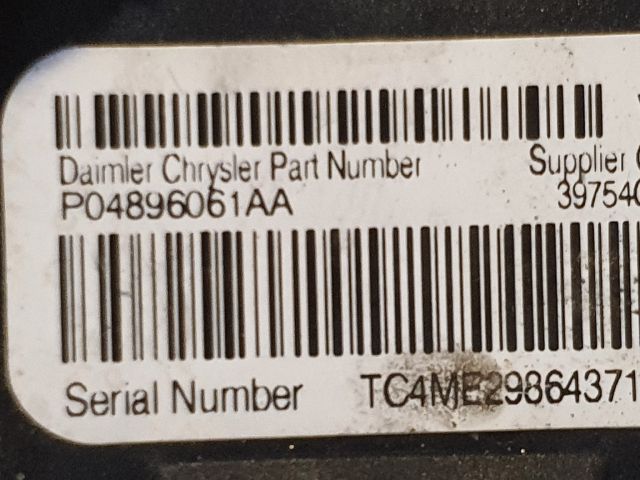 Daimler Chrysler Part Number
P04896061AA
Supplier
39754
Serial Number TC4ME29864371